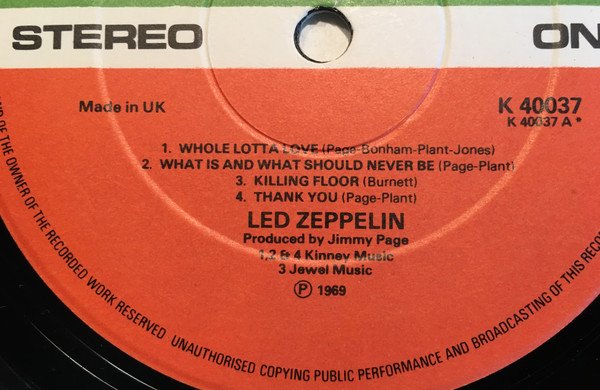 STEREO
ON
Made in UK
K 40037
K 40037 A*
1. WHOLE LOTTA LOVE (Page-Bonham-Plant-Jones)
2. WHAT IS AND WHAT SHOULD NEVER BE (Page-Plant)
3. KILLING FLOOR (Burnett)
4. THANK YOU (Page-Plant)
LED ZEPPELIN
Produced by Jimmy Page
1,2 & 4 Kinney Music
3 Jewel Music
Ⓟ 1969
AND OF THE OWNER OF THE RECORDED WORK RESERVED UNAUTHORISED COPYING PUBLIC PERFORMANCE AND BROADCASTING OF THIS RECO